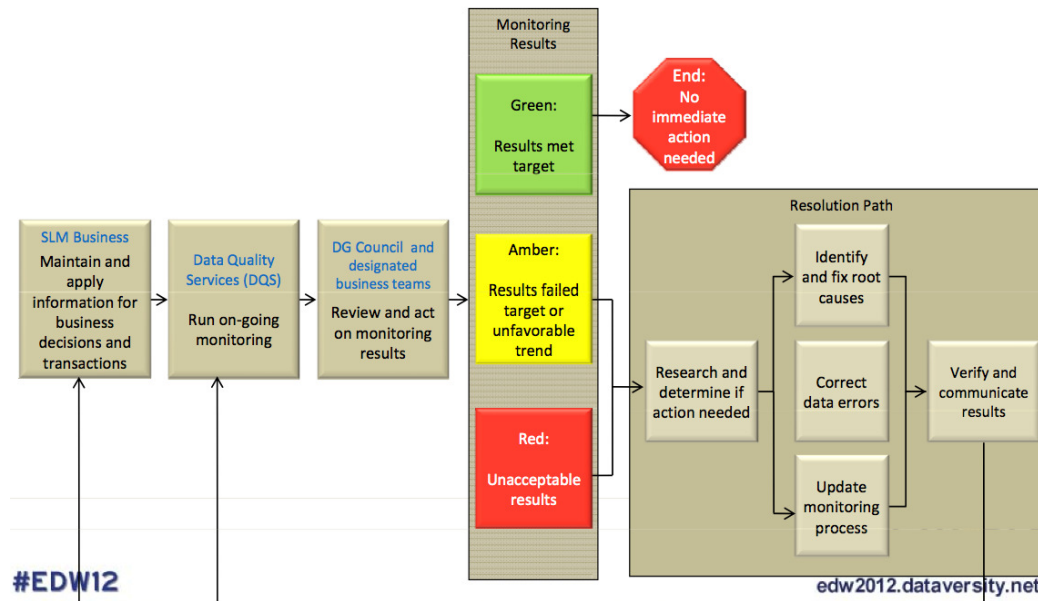 Monitoring
Results
Green:
Results met
target
End:
No
immediate
action
needed
SLM Business
Maintain and
apply
information for
business
decisions and
transactions
Data Quality
Services (DQS)
Run on-going
monitoring
DG Council and
designated
business teams
Review and act
on monitoring
results
Amber:
Results failed
target or
unfavorable
trend
Red:
Unacceptable
results
Resolution Path
Research and
determine if
action needed
Identify
and fix root
causes
Correct
data errors
Update
monitoring
process
Verify and
communicate
results
#EDW12
edw2012.dataversity.net